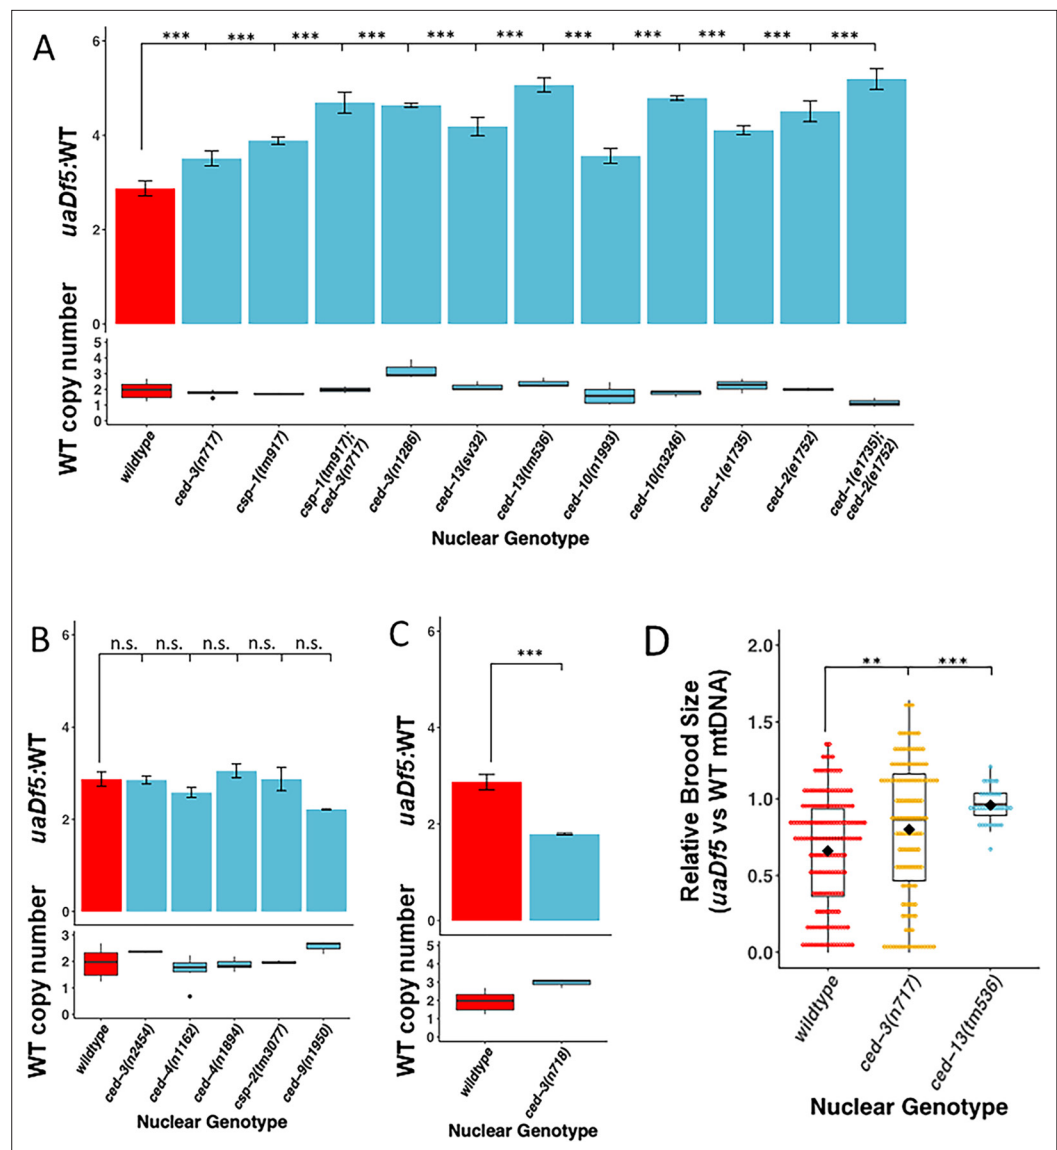 A
*** *** *** *** *** *** *** *** *** *** ***
uaDf5:WT
6
4
2
0
WT copy number
5
4
3
2
1
0
wildtype
ced−3(n717)
csp−1(tm917)
csp−1(tm917);
ced−3(n717)
ced−3(n1286)
ced−13(sv32)
ced−13(tm536)
ced−10(n1993)
ced−10(n3246)
ced−1(e1735)
ced−2(e1752)
ced−1(e1735);
ced−2(e1752)
Nuclear Genotype
B
n.s. n.s. n.s. n.s. n.s.
uaDf5:WT
6
4
2
0
WT copy number
3
2
1
0
wildtype
ced−3(n2454)
ced−4(n1162)
ced−4(n1894)
csp−2(tm3077)
ced−9(n1950)
Nuclear Genotype
C
***
uaDf5:WT
6
4
2
0
WT copy number
5
4
3
2
1
0
wildtype
ced−3(n718)
Nuclear Genotype
D
** ***
Relative Brood Size
(uaDf5 vs WT mtDNA)
2.0
1.5
1.0
0.5
0.0
wildtype
ced−3(n717)
ced−13(tm536)
Nuclear Genotype